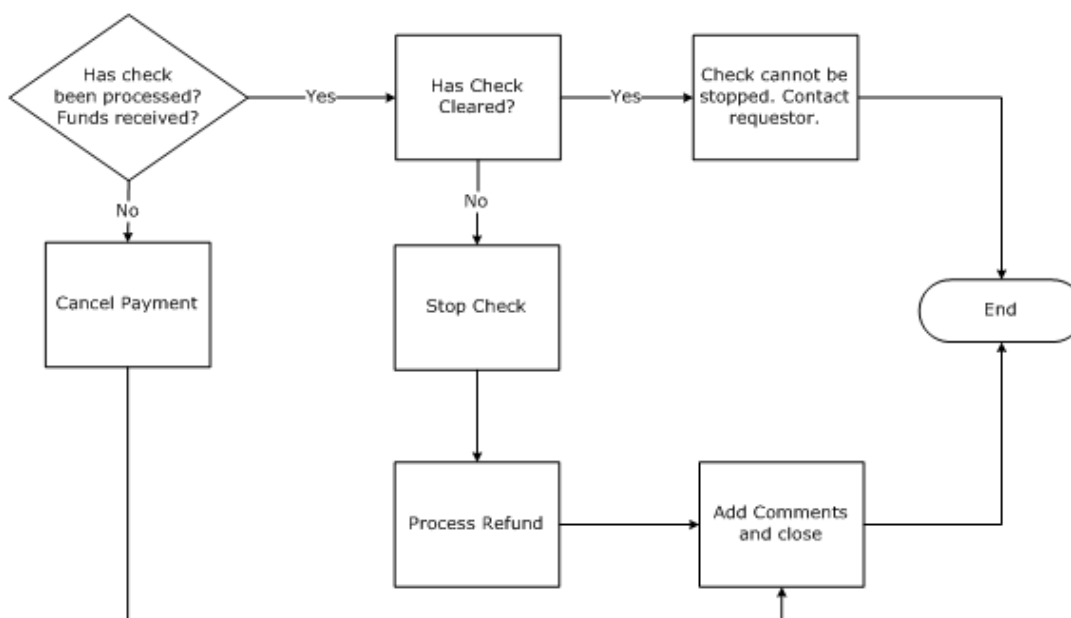 Has check
been processed?
Funds received?
Yes
Has Check
Cleared?
Yes
Check cannot be
stopped. Contact
requestor.
No
No
Cancel Payment
Stop Check
End
Process Refund
Add Comments
and close